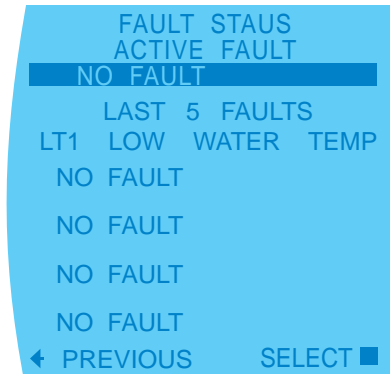 FAULT STAUS
ACTIVE FAULT
NO FAULT
LAST 5 FAULTS
LT1 LOW WATER TEMP
NO FAULT
NO FAULT
NO FAULT
NO FAULT
PREVIOUS SELECT